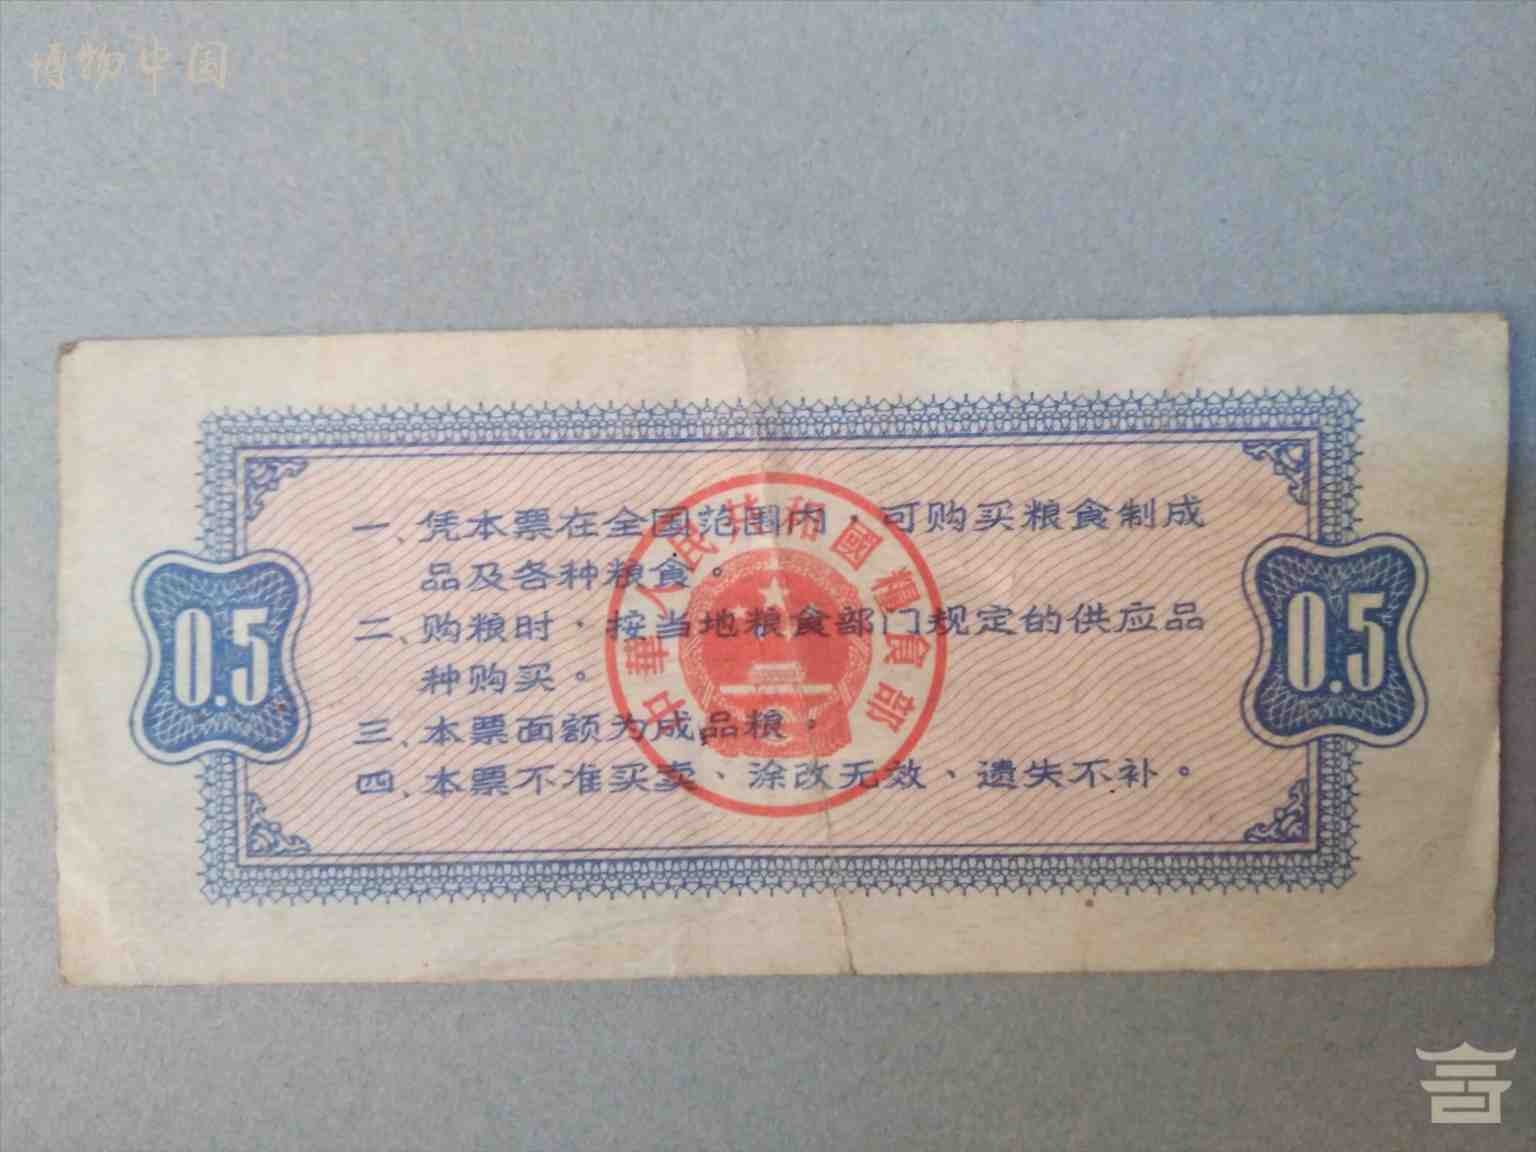 博物中国
一、凭本票在全国范围内，可购买粮食制成
品及各种粮食。
二、购粮时，按当地粮食部门规定的供应品
种购买。
三、本票面额为成品粮。
四、本票不准买卖、涂改无效、遗失不补。
中華人民共和國糧食部
0.5
0.5